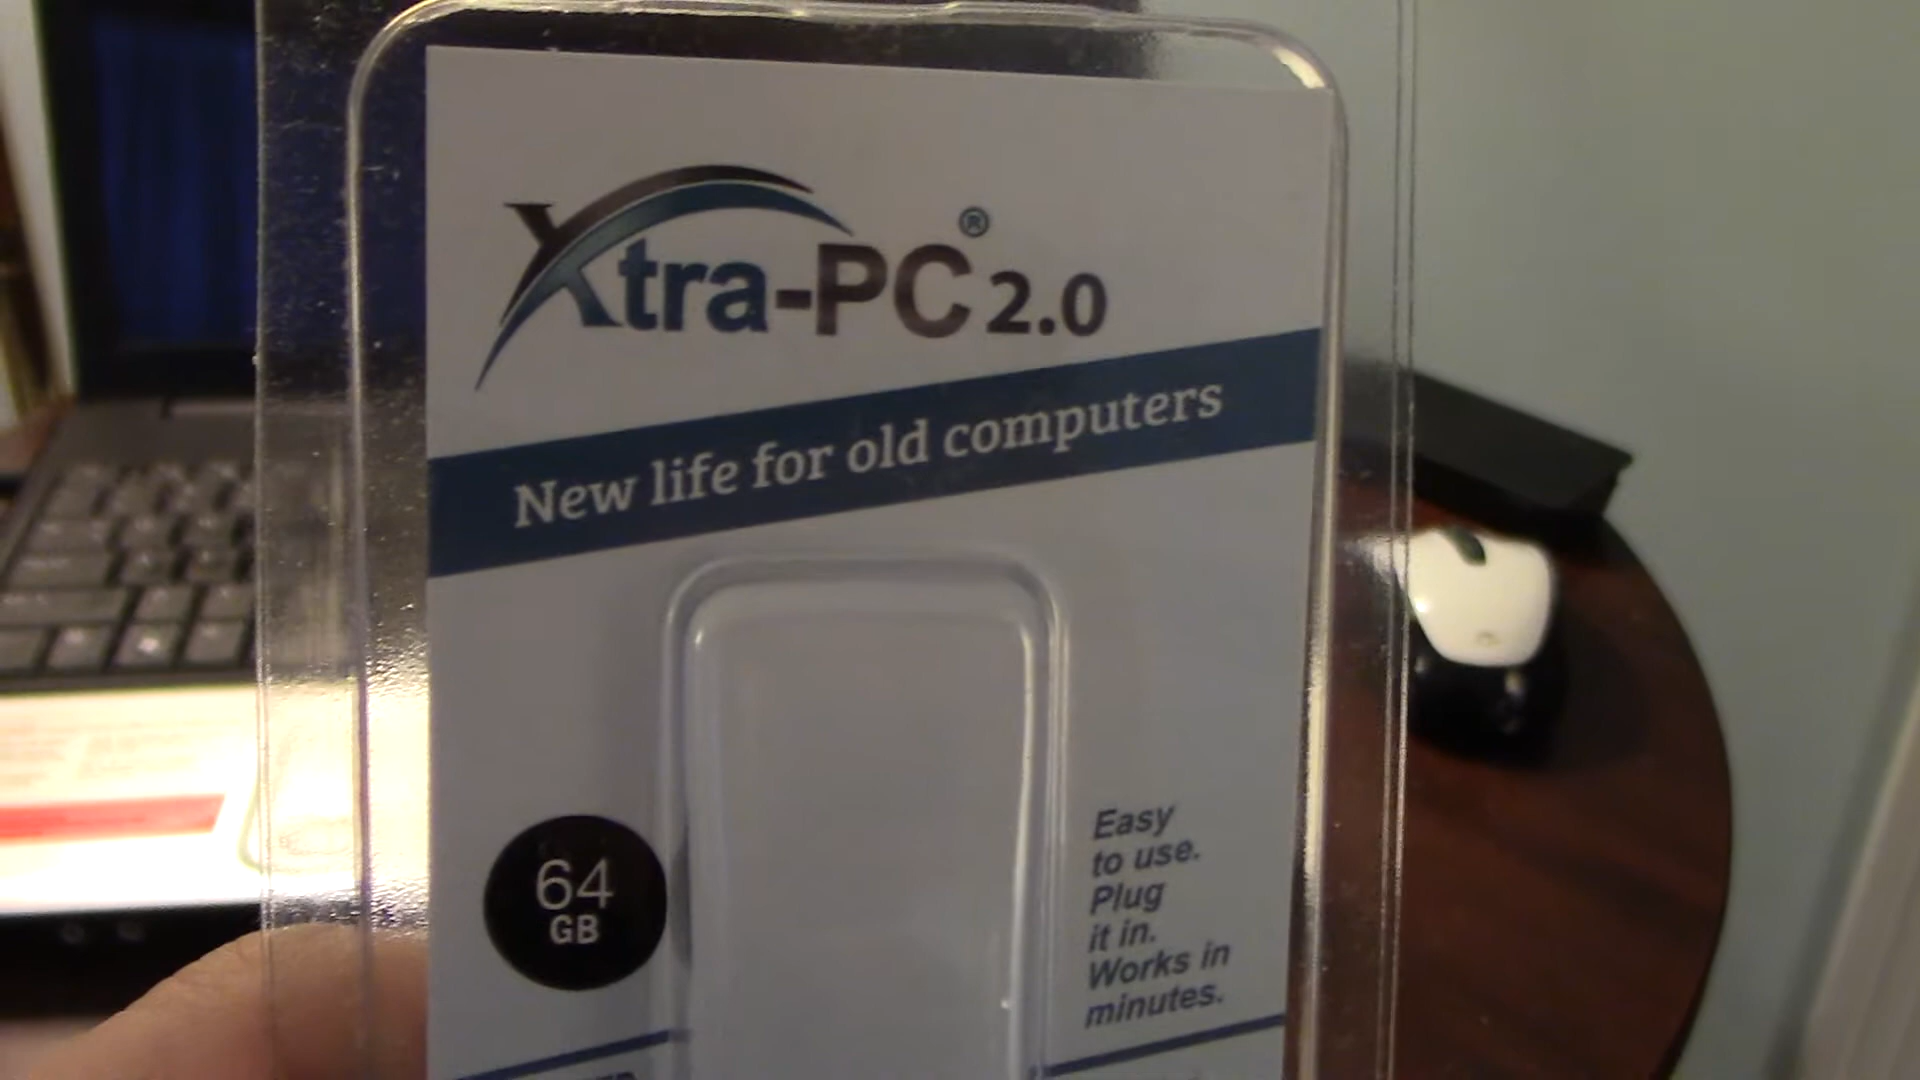 Xtra-PC® 2.0
New life for old computers
64
GB
Easy
to use.
Plug
it in.
Works in
minutes.